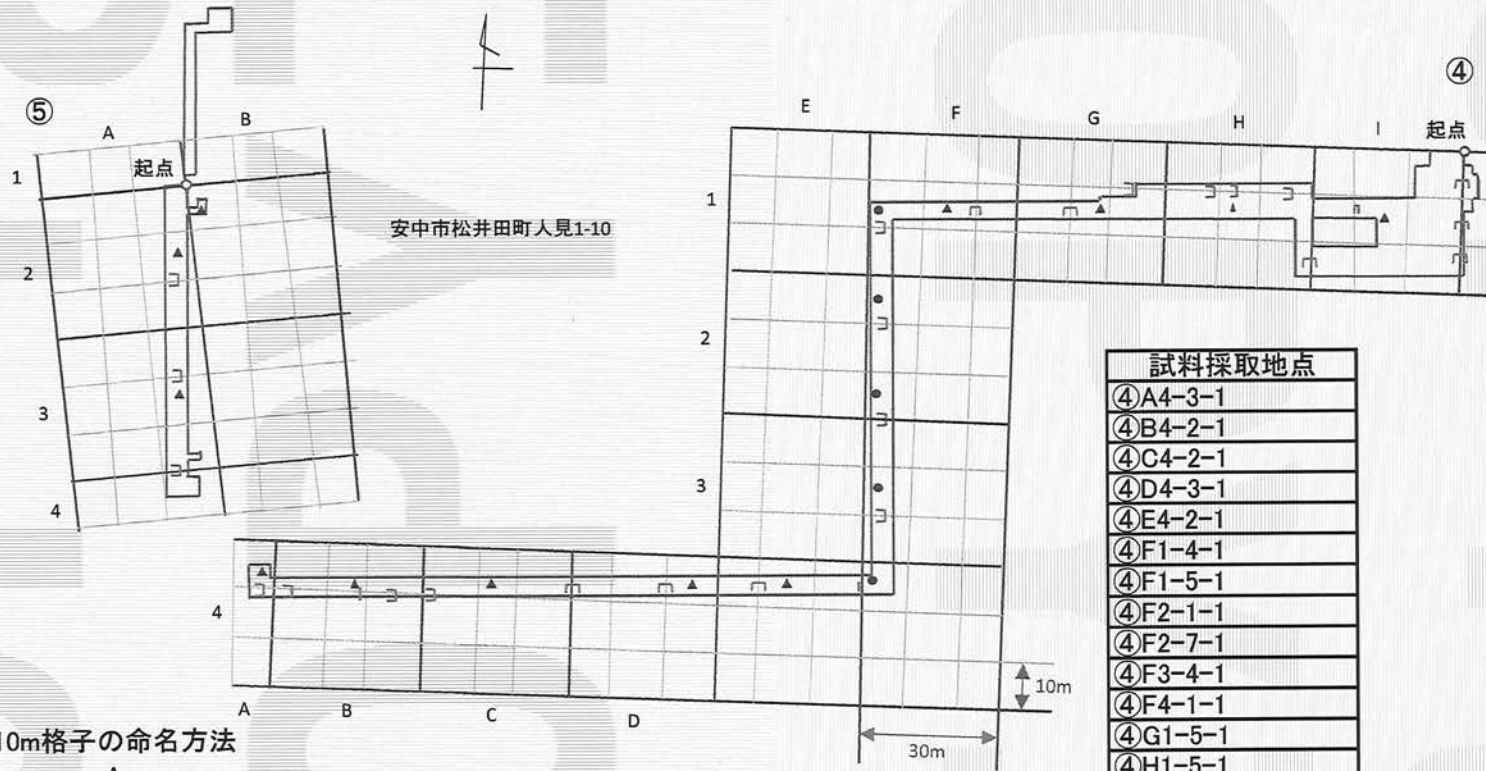 ④
E
F
G
H
I
起点
⑤
A
B
起点
1
2
3
4
安中市松井田町人見1-10
1
2
3
4
A
B
C
D
10m
30m
試料採取地点
④A4-3-1
④B4-2-1
④C4-2-1
④D4-3-1
④E4-2-1
④F1-4-1
④F1-5-1
④F2-1-1
④F2-7-1
④F3-4-1
④F4-1-1
④G1-5-1
④H1-5-1
10m格子の命名方法